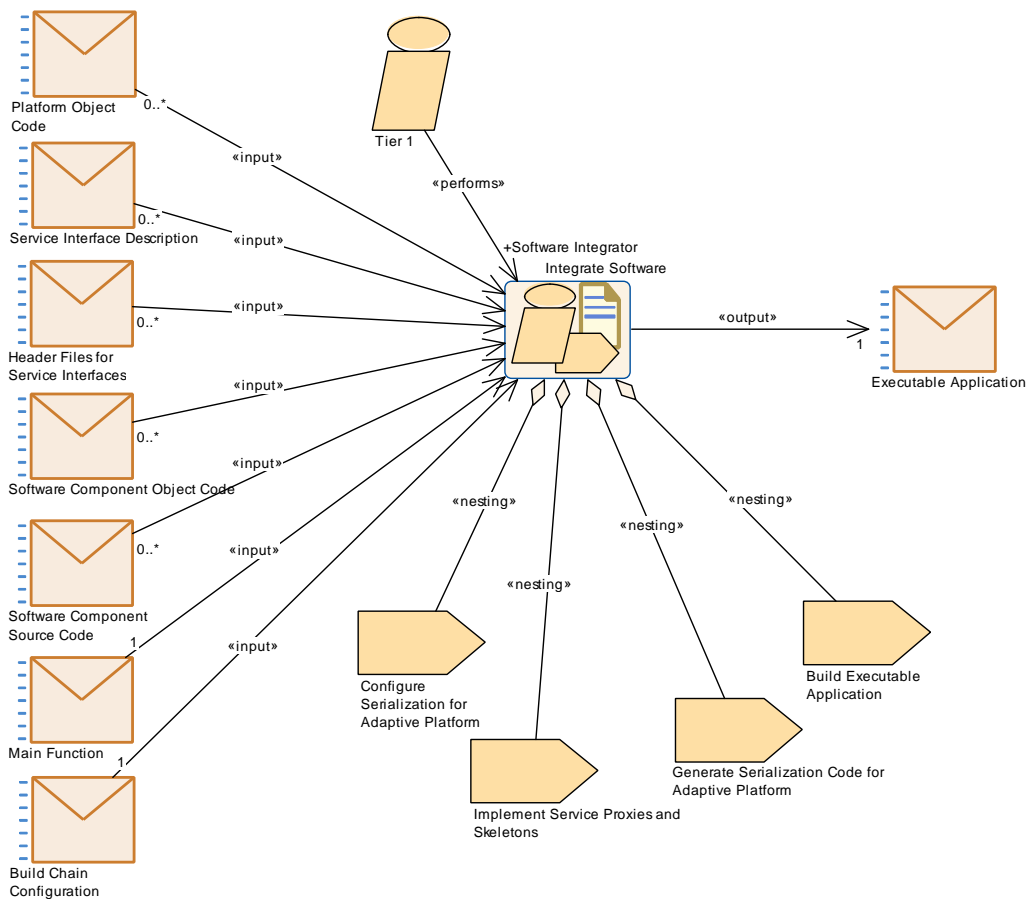 Platform Object
Code
0..*
«input»
Tier 1
«performs»
Service Interface Description
0..*
«input»
+Software Integrator
Integrate Software
Header Files for
Service Interfaces
0..*
«input»
«output»
1
Executable Application
Software Component Object Code
0..*
«input»
Software Component
Source Code
0..*
«input»
Main Function
1
«input»
Build Chain
Configuration
1
«input»
«nesting»
«nesting»
«nesting»
«nesting»
Configure
Serialization for
Adaptive Platform
Implement Service Proxies and
Skeletons
Generate Serialization Code for
Adaptive Platform
Build Executable
Application